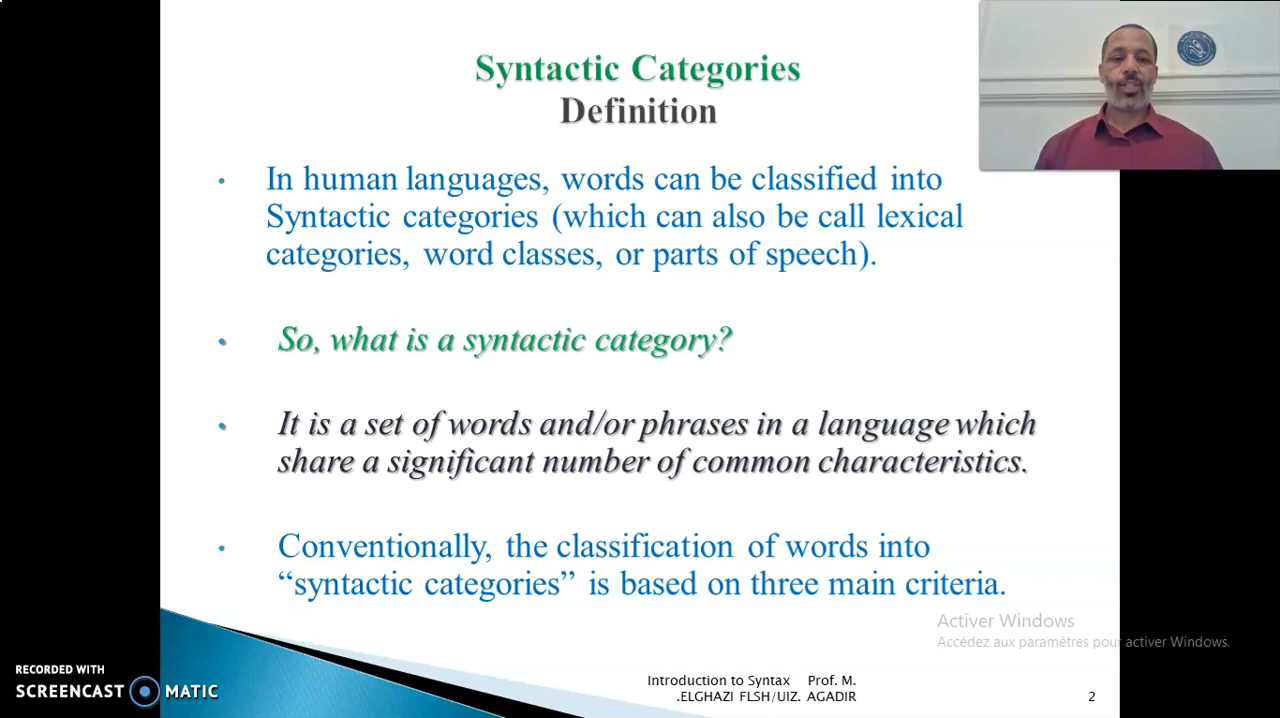 Syntactic Categories
Definition
• In human languages, words can be classified into
Syntactic categories (which can also be call lexical
categories, word classes, or parts of speech).
• So, what is a syntactic category?
• It is a set of words and/or phrases in a language which
share a significant number of common characteristics.
• Conventionally, the classification of words into
“syntactic categories” is based on three main criteria.
Activer Windows
Accédez aux paramètres pour activer Windows.
RECORDED WITH
SCREENCAST MATIC
Introduction to Syntax Prof. M.
.ELGHAZI FLSH/UIZ. AGADIR
2